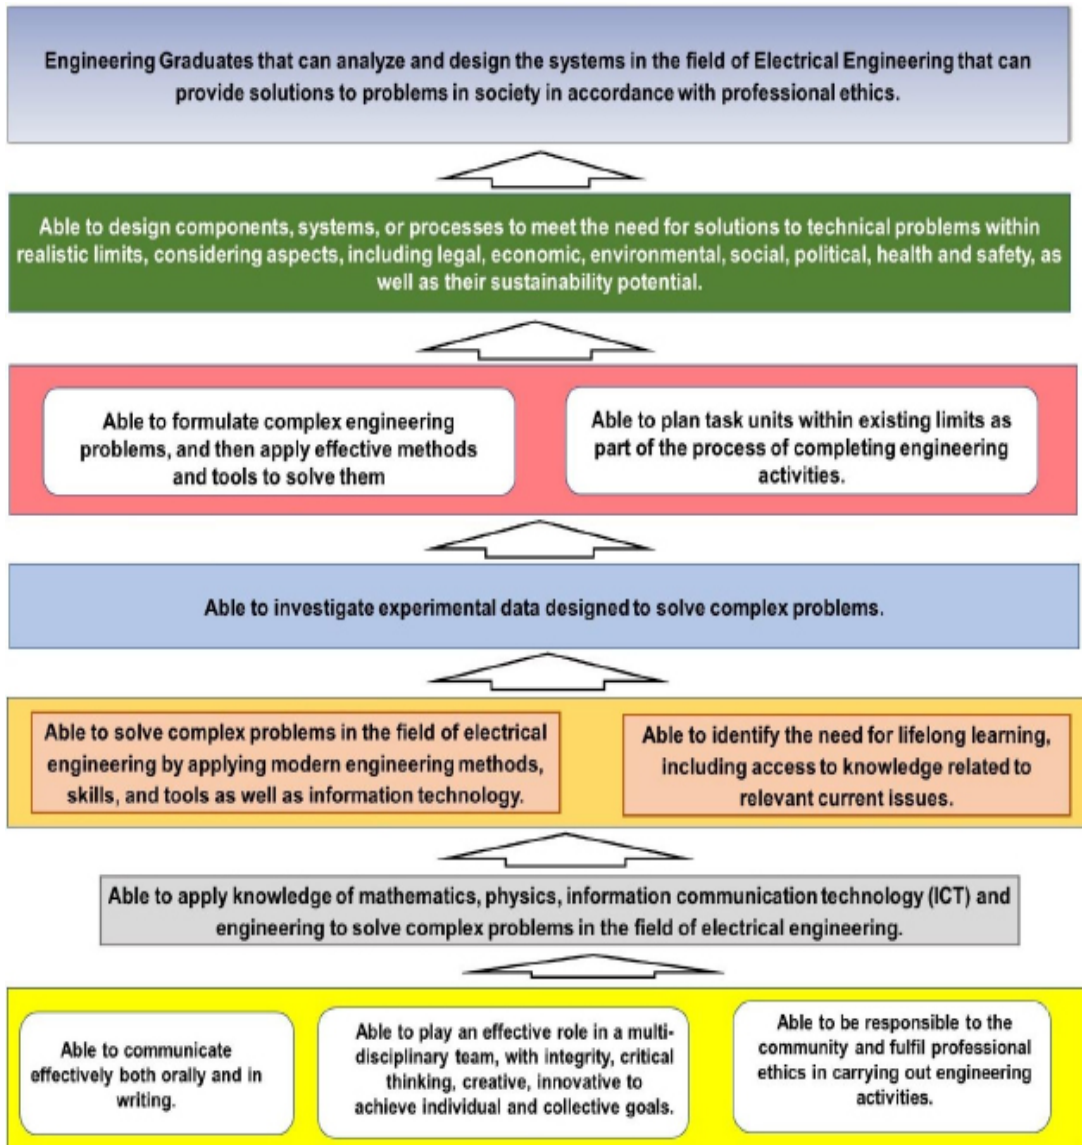 Engineering Graduates that can analyze and design the systems in the field of Electrical Engineering that can
provide solutions to problems in society in accordance with professional ethics.
Able to design components, systems, or processes to meet the need for solutions to technical problems within
realistic limits, considering aspects, including legal, economic, environmental, social, political, health and safety, as
well as their sustainability potential.
Able to formulate complex engineering
problems, and then apply effective methods
and tools to solve them
Able to plan task units within existing limits as
part of the process of completing engineering
activities.
Able to investigate experimental data designed to solve complex problems.
Able to solve complex problems in the field of electrical
engineering by applying modern engineering methods,
skills, and tools as well as information technology.
Able to identify the need for lifelong learning,
including access to knowledge related to
relevant current issues.
Able to apply knowledge of mathematics, physics, information communication technology (ICT) and
engineering to solve complex problems in the field of electrical engineering.
Able to communicate
effectively both orally and in
writing.
Able to play an effective role in a multi-
disciplinary team, with integrity, critical
thinking, creative, innovative to
achieve individual and collective goals.
Able to be responsible to the
community and fulfil professional
ethics in carrying out engineering
activities.